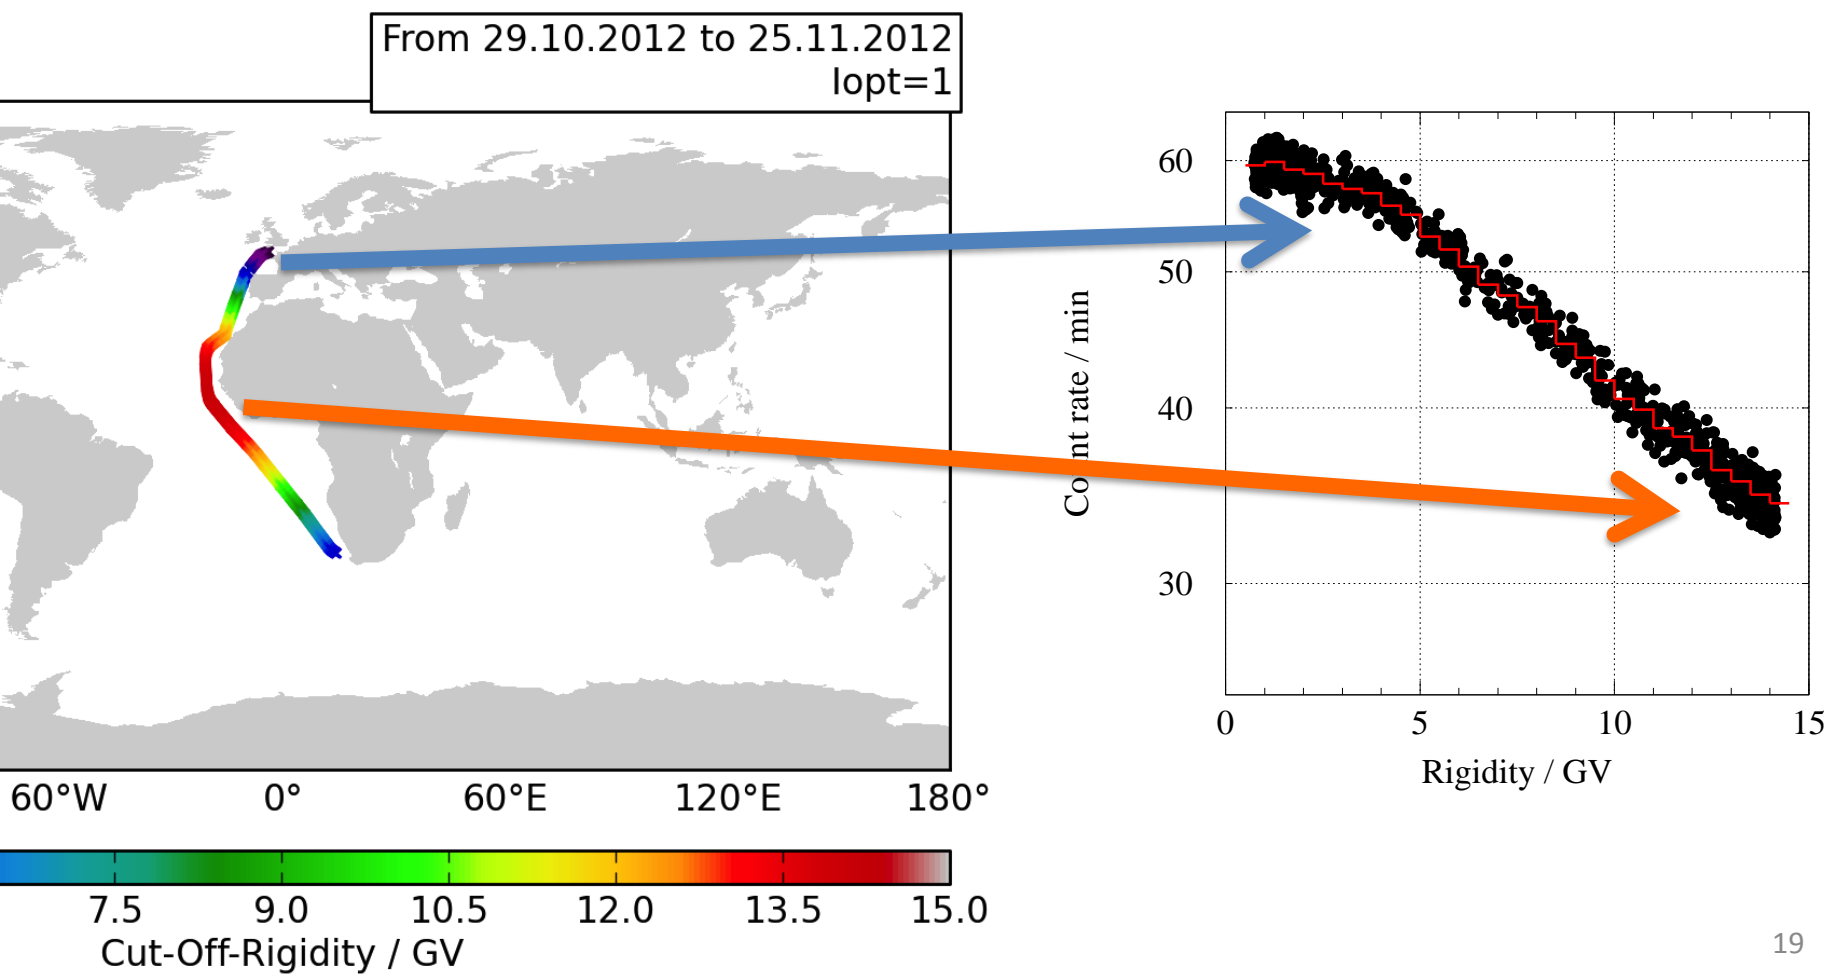 From 29.10.2012 to 25.11.2012
Iopt=1
60°W 0° 60°E 120°E 180°
7.5 9.0 10.5 12.0 13.5 15.0
Cut-Off-Rigidity / GV
60
50
40
30
Count rate / min
0 5 10 15
Rigidity / GV
19